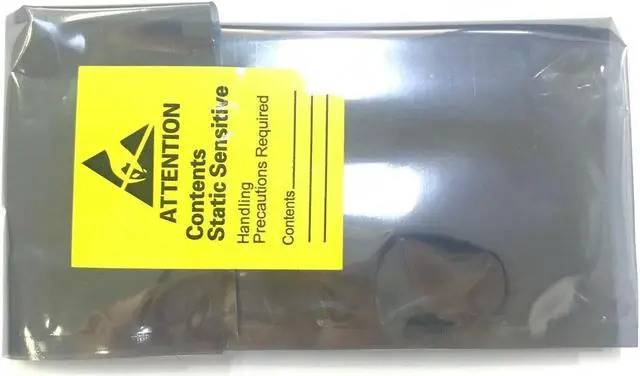 ATTENTION
Contents
Static Sensitive
Handling
Precautions Required
Contents